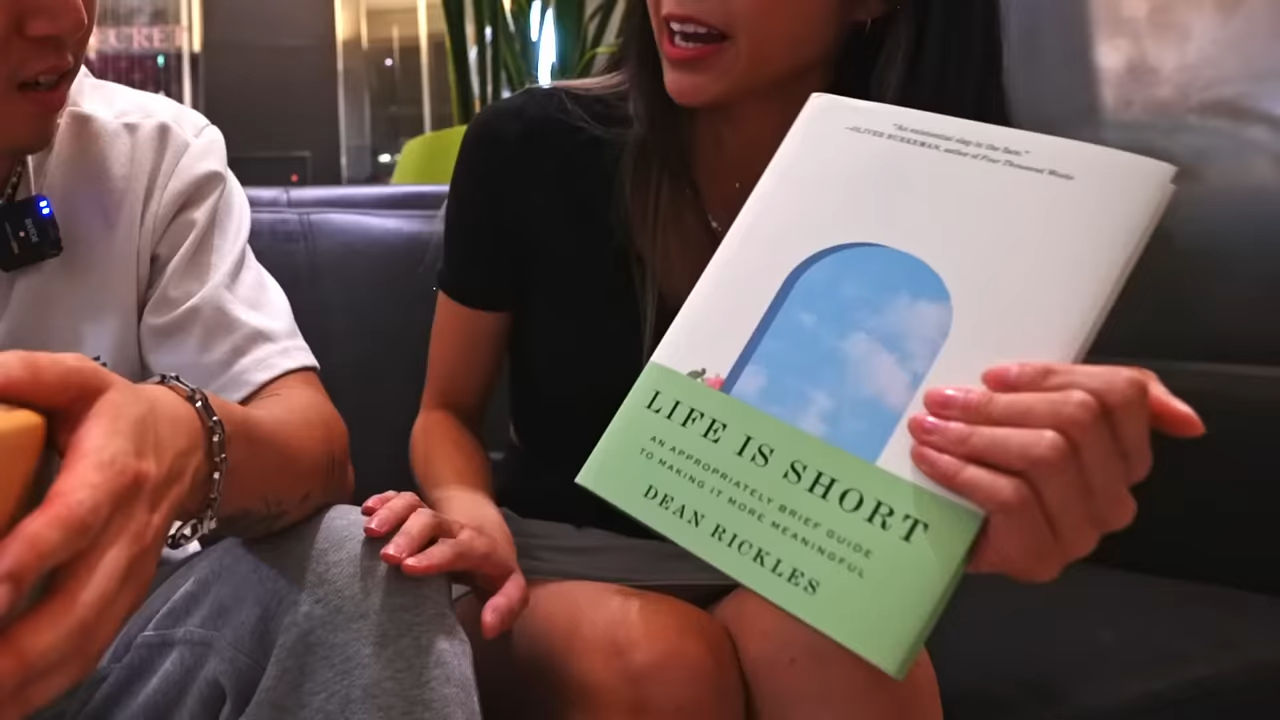 "An existential slap in the face."
—OLIVER BURKEMAN, author of Four Thousand Weeks
LIFE IS SHORT
AN APPROPRIATELY BRIEF GUIDE
TO MAKING IT MORE MEANINGFUL
DEAN RICKLES